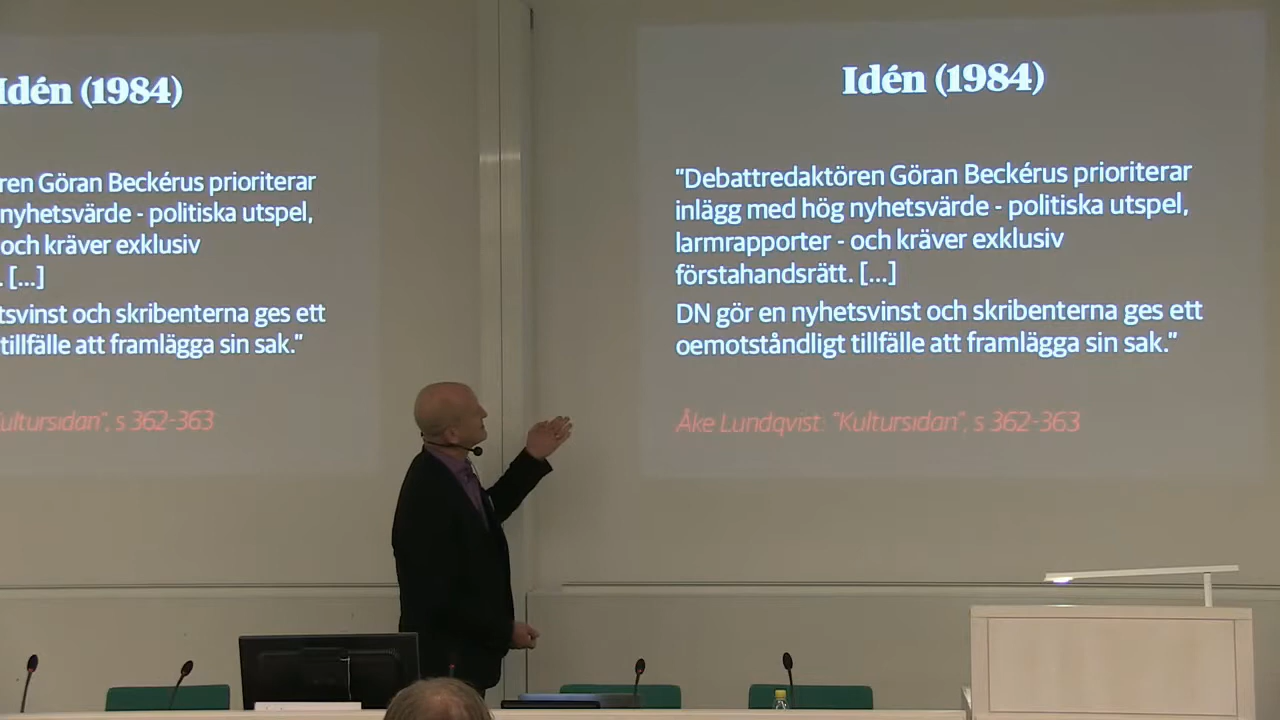 Idén (1984)
ren Göran Beckérus prioriterar
nyhetsvärde - politiska utspel,
och kräver exklusiv
. [...]
tsvinst och skribenterna ges ett
tillfälle att framlägga sin sak."
ultursidan", s 362-363
Idén (1984)
"Debattredaktören Göran Beckérus prioriterar
inlägg med hög nyhetsvärde - politiska utspel,
larmrapporter - och kräver exklusiv
förstahandsrätt. [...]
DN gör en nyhetsvinst och skribenterna ges ett
oemotståndligt tillfälle att framlägga sin sak."
Åke Lundqvist: "Kultursidan", s 362-363